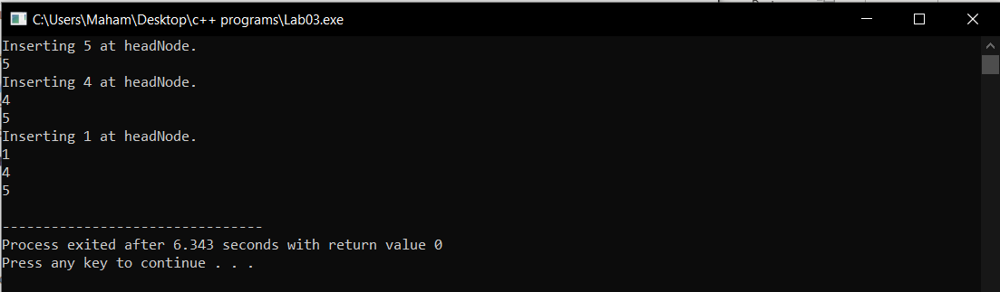 C:\Users\Maham\Desktop\c++ programs\Lab03.exe
Inserting 5 at headNode.
5
Inserting 4 at headNode.
4
5
Inserting 1 at headNode.
1
4
5
--------------------------------
Process exited after 6.343 seconds with return value 0
Press any key to continue . . .